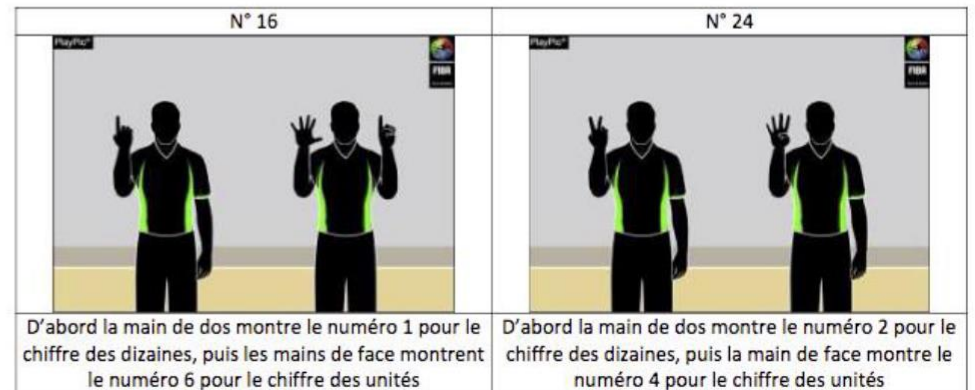 N° 16
N° 24
PlayPic®
FIBA
PlayPic®
FIBA
D'abord la main de dos montre le numéro 1 pour le
chiffre des dizaines, puis les mains de face montrent
le numéro 6 pour le chiffre des unités
D'abord la main de dos montre le numéro 2 pour le
chiffre des dizaines, puis la main de face montre le
numéro 4 pour le chiffre des unités